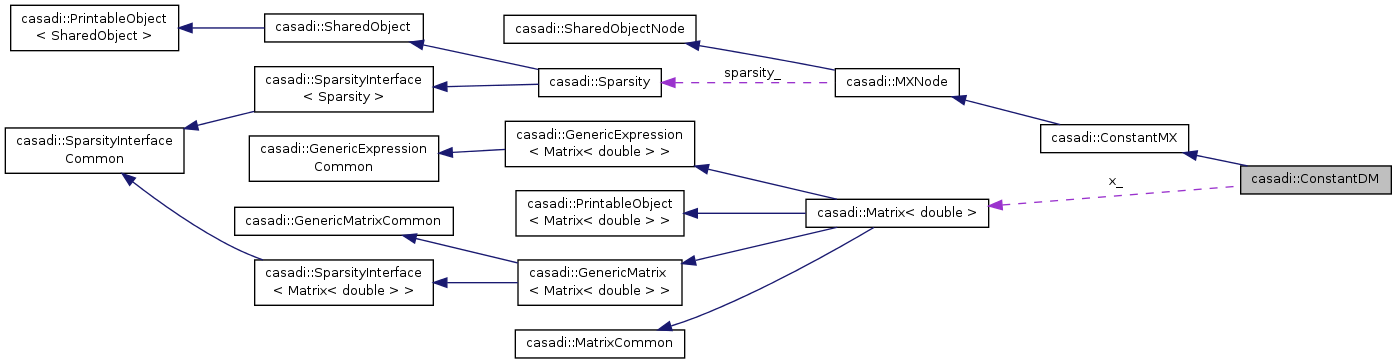 casadi::PrintableObject
< SharedObject >
casadi::SharedObject
casadi::SharedObjectNode
casadi::SparsityInterface
< Sparsity >
casadi::Sparsity
sparsity_
casadi::MXNode
casadi::SparsityInterface
Common
casadi::GenericExpression
Common
casadi::GenericExpression
< Matrix< double > >
casadi::ConstantMX
casadi::ConstantDM
x_
casadi::PrintableObject
< Matrix< double > >
casadi::Matrix< double >
casadi::GenericMatrixCommon
casadi::SparsityInterface
< Matrix< double > >
casadi::GenericMatrix
< Matrix< double > >
casadi::MatrixCommon